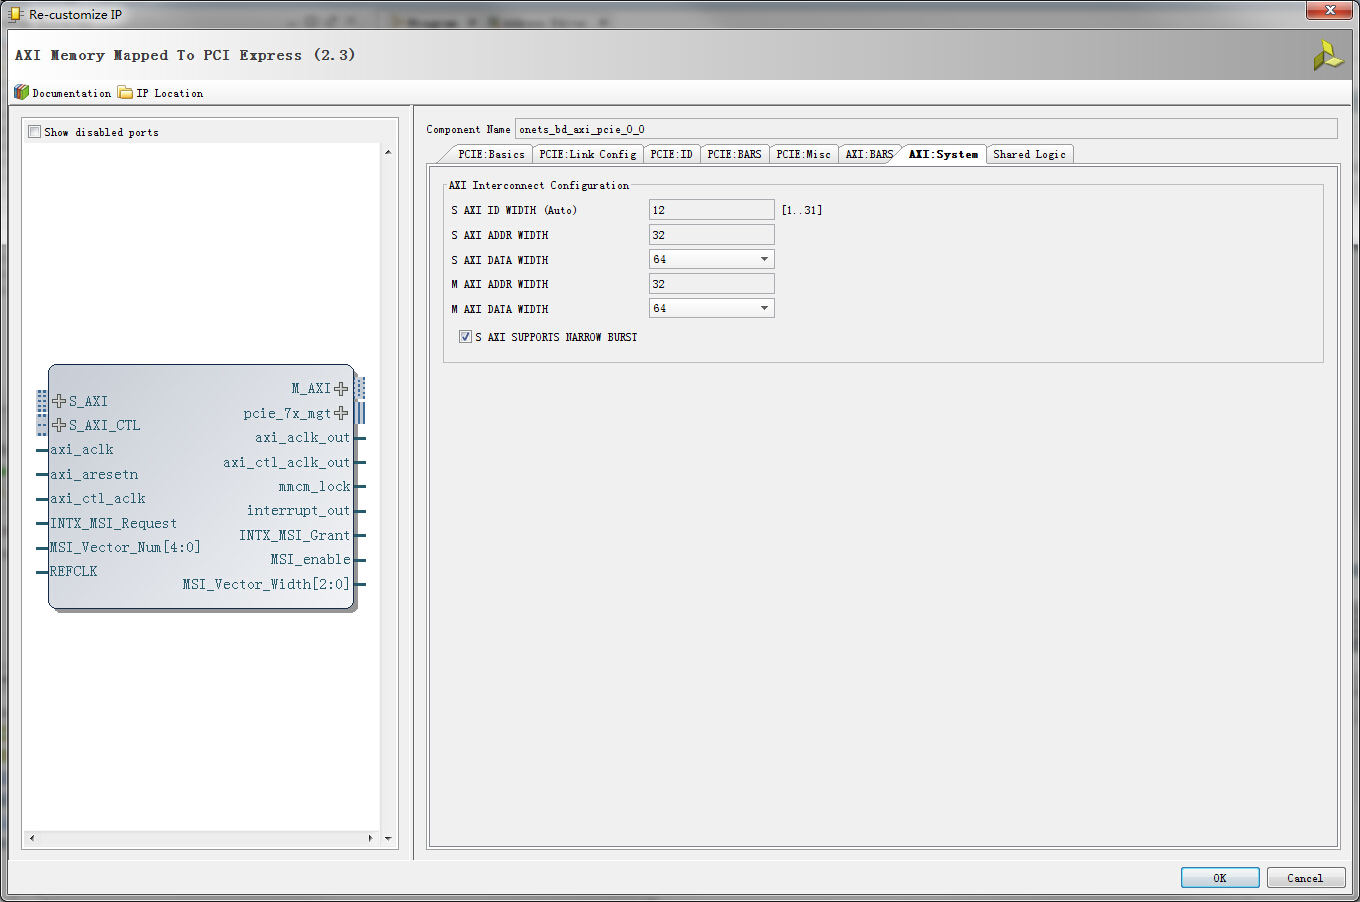 Re-customize IP
AXI Memory Mapped To PCI Express (2.3)
Documentation IP Location
Show disabled ports
S_AXI
S_AXI_CTL
axi_aclk
axi_aresetn
axi_ctl_aclk
INTX_MSI_Request
MSI_Vector_Num[4:0]
REFCLK
M_AXI
pcie_7x_mgt
axi_aclk_out
axi_ctl_aclk_out
mmcm_lock
interrupt_out
INTX_MSI_Grant
MSI_enable
MSI_Vector_Width[2:0]
Component Name onets_bd_axi_pcie_0_0
PCIE:Basics PCIE:Link Config PCIE:ID PCIE:BARS PCIE:Misc AXI:BARS AXI:System Shared Logic
AXI Interconnect Configuration
S AXI ID WIDTH (Auto) 12 [1..31]
S AXI ADDR WIDTH 32
S AXI DATA WIDTH 64
M AXI ADDR WIDTH 32
M AXI DATA WIDTH 64
S AXI SUPPORTS NARROW BURST
OK Cancel